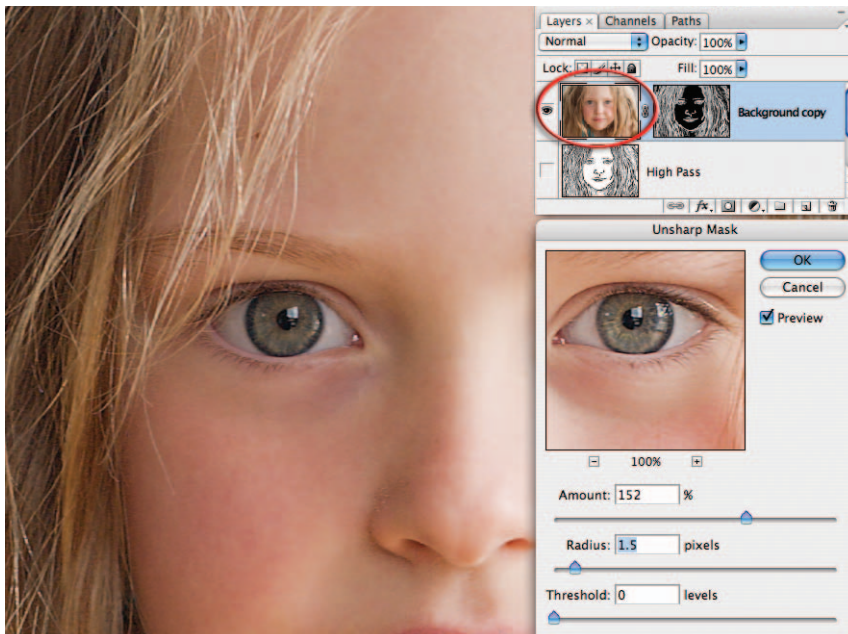 Layers × Channels Paths
Normal Opacity: 100%
Lock: Fill: 100%
Background copy
High Pass
fx.
Unsharp Mask
OK
Cancel
Preview
− 100% +
Amount: 152 %
Radius: 1.5 pixels
Threshold: 0 levels